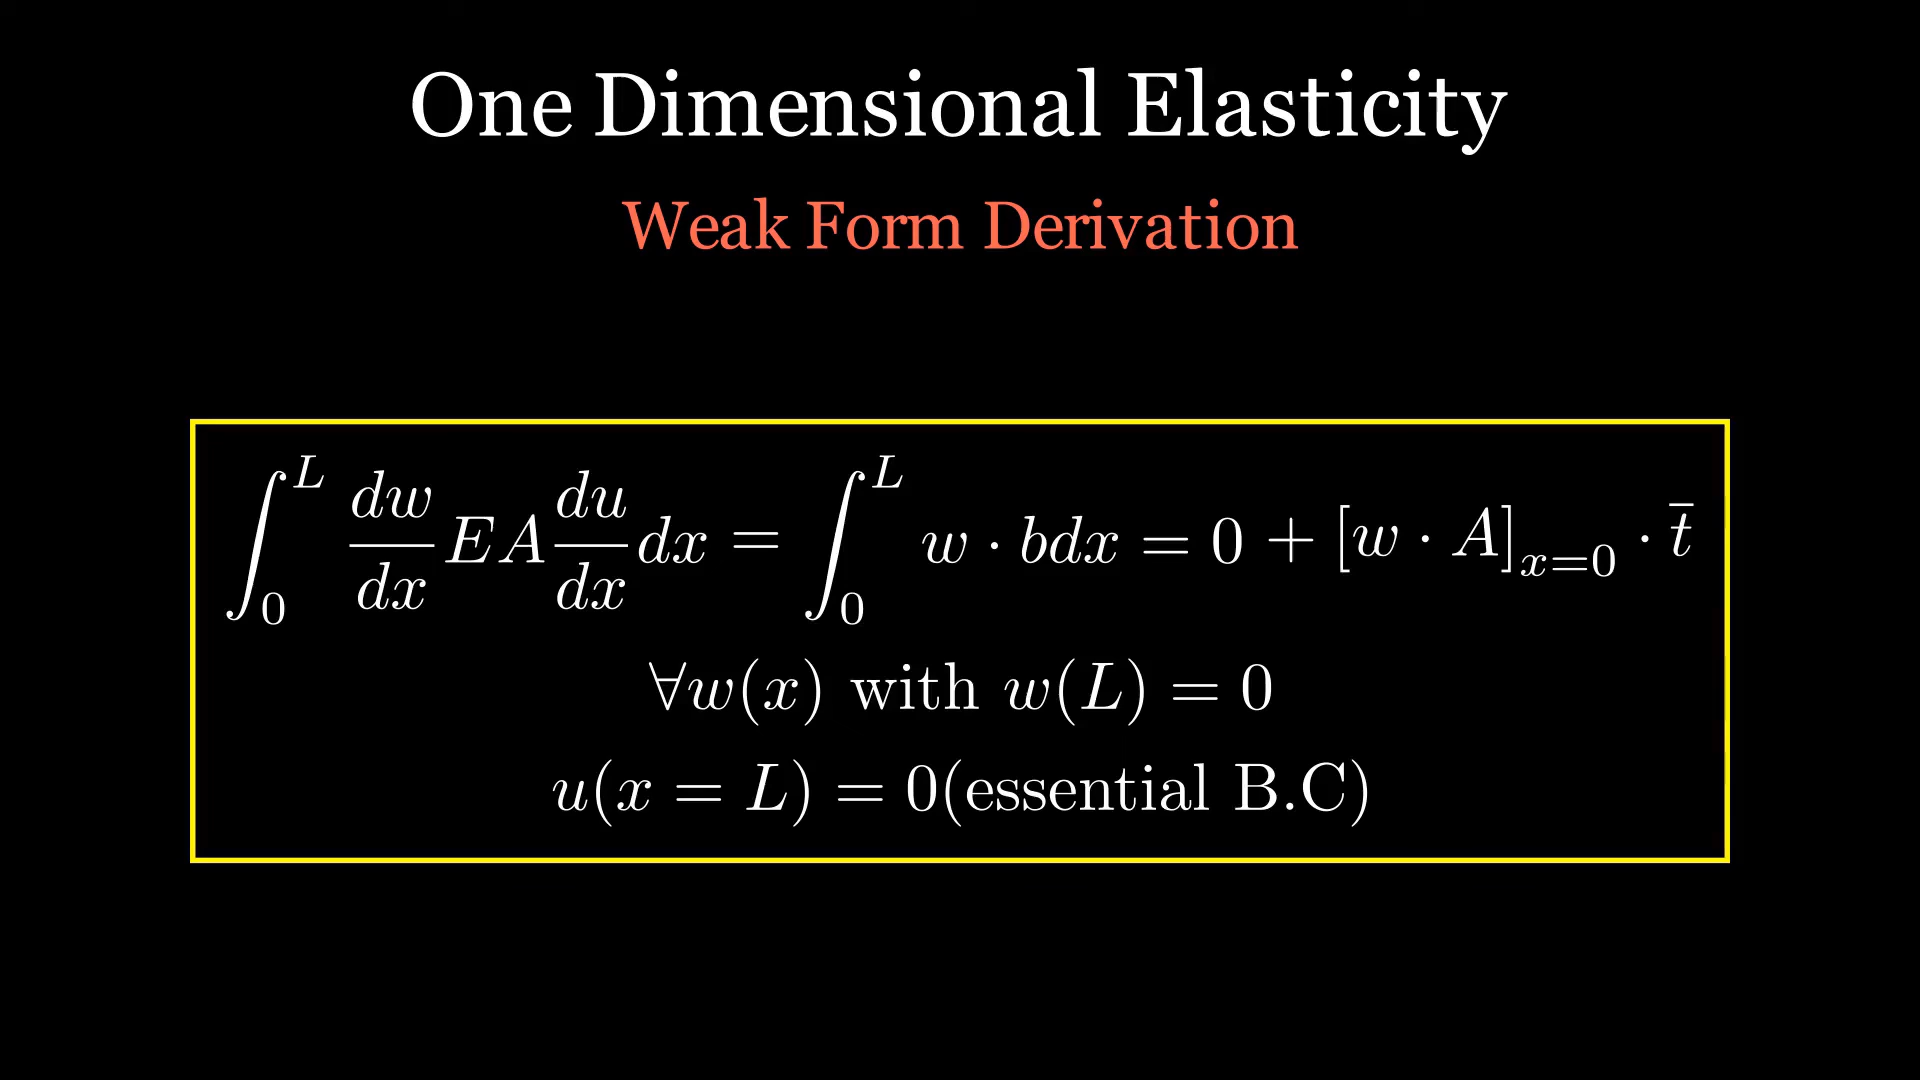 One Dimensional Elasticity
Weak Form Derivation
∫₀ᴸ dw/dx EA du/dx dx = ∫₀ᴸ w · bdx = 0 + [w · A]ₓ₌₀ · t̄
∀w(x) with w(L) = 0
u(x = L) = 0(essential B.C)